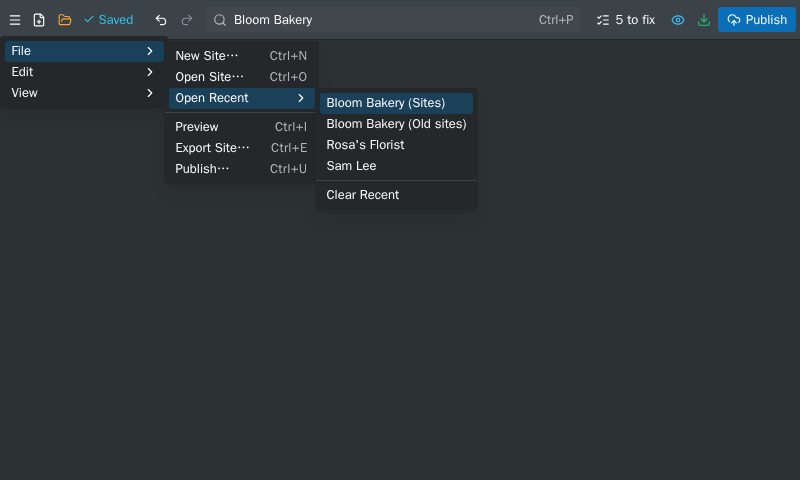 Saved
Bloom Bakery
Ctrl+P
5 to fix
Publish
File
Edit
View
New Site⋯ Ctrl+N
Open Site⋯ Ctrl+O
Open Recent
Preview Ctrl+I
Export Site⋯ Ctrl+E
Publish⋯ Ctrl+U
Bloom Bakery (Sites)
Bloom Bakery (Old sites)
Rosa's Florist
Sam Lee
Clear Recent